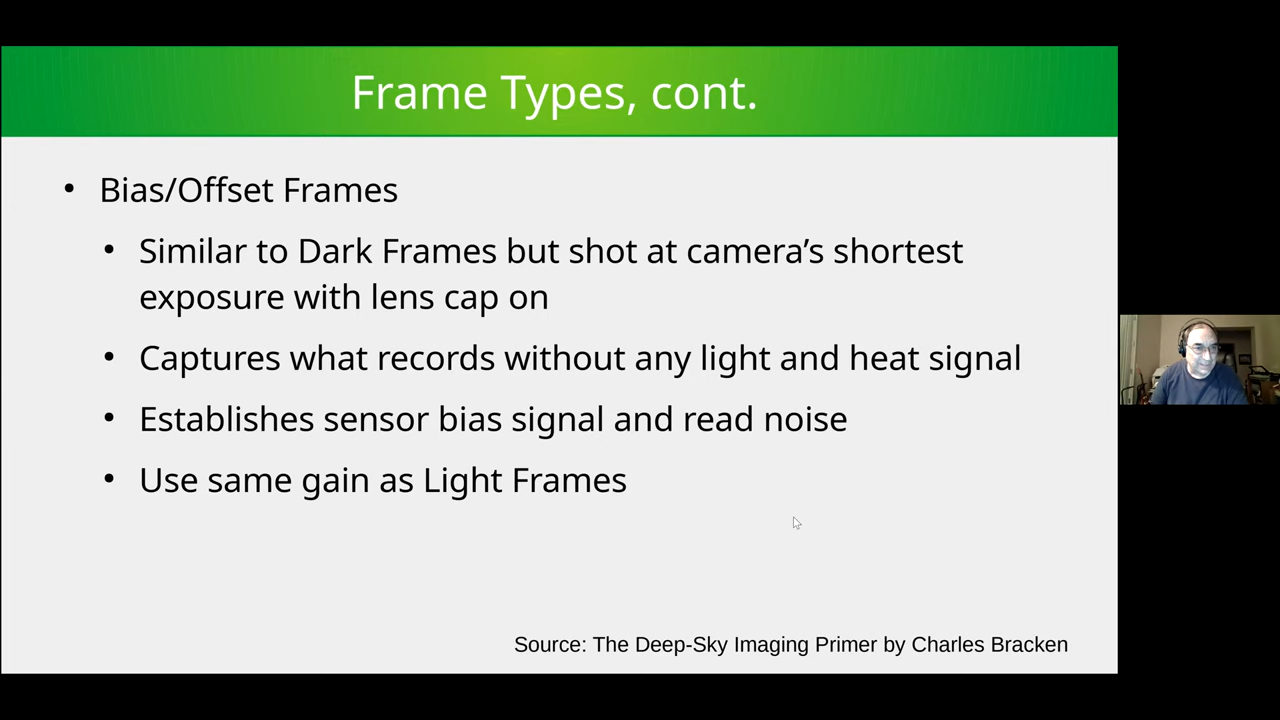 Frame Types, cont.
• Bias/Offset Frames
• Similar to Dark Frames but shot at camera’s shortest
exposure with lens cap on
• Captures what records without any light and heat signal
• Establishes sensor bias signal and read noise
• Use same gain as Light Frames
Source: The Deep-Sky Imaging Primer by Charles Bracken